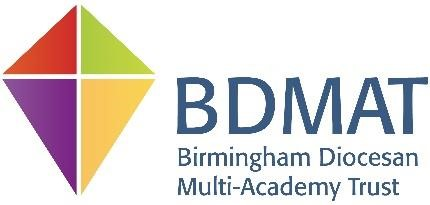 BDMAT
Birmingham Diocesan
Multi-Academy Trust